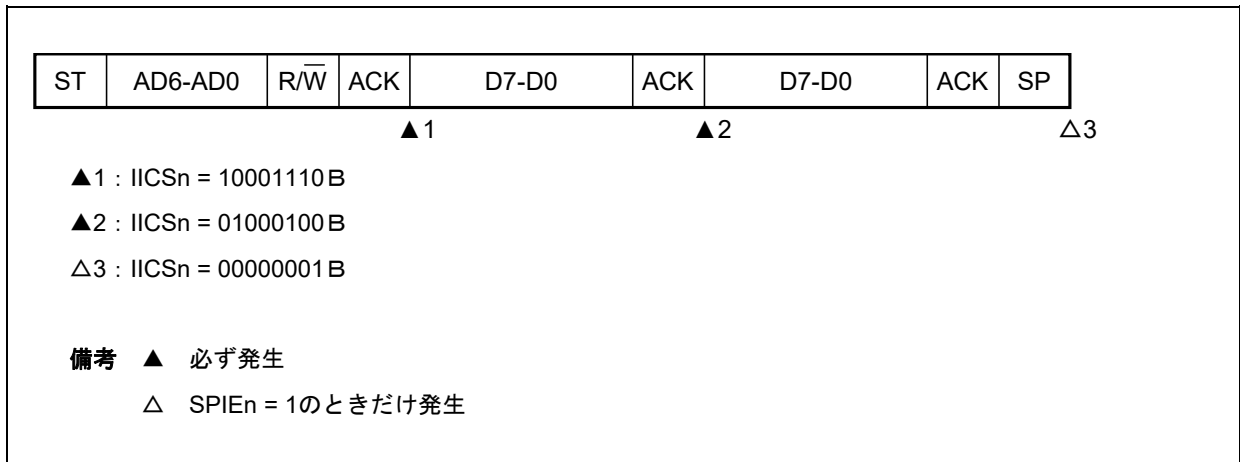 ST AD6-AD0 R/W̅ ACK D7-D0 ACK D7-D0 ACK SP
▲1 ▲2 △3
▲1：IICSn = 10001110B
▲2：IICSn = 01000100B
△3：IICSn = 00000001B
備考 ▲ 必ず発生
△ SPIEn = 1のときだけ発生